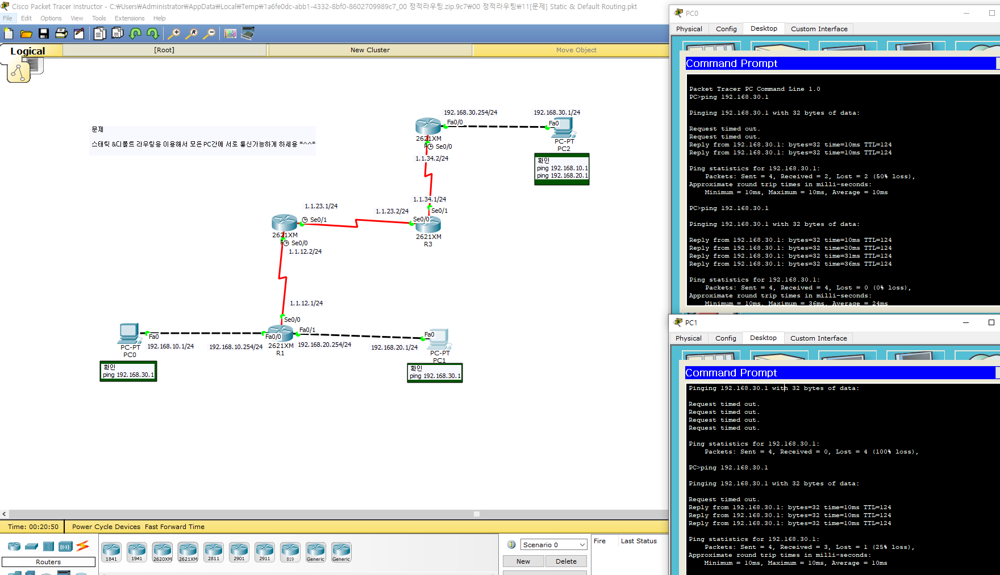 Cisco Packet Tracer Instructor - C:₩Users₩Administrator₩AppData₩Local₩Temp₩1a6fe0dc-abb1-4332-8bf0-8602709989c7_00 정적라우팅.zip.9c7₩00 정적라우팅₩11[문제] Static & Default Routing.pkt
File Edit Options View Tools Extensions Help
Logical [Root] New Cluster Move Object
문제
스태틱 &디폴트 라우팅을 이용해서 모든 PC간에 서로 통신가능하게 하세용 *^^*
192.168.30.254/24 192.168.30.1/24
Fa0/0 Fa0
2621XM
Se0/0
PC-PT
PC2
1.1.34.2/24
확인
ping 192.168.10.1
ping 192.168.20.1
1.1.34.1/24
1.1.23.1/24
1.1.23.2/24
Se0/1
Se0/1
Se0/0
2621XM
2621XM
R3
Se0/0
1.1.12.2/24
1.1.12.1/24
Se0/0
Fa0/1
Fa0
Fa0
Fa0/0
192.168.10.1/24 192.168.10.254/24 2621XM 192.168.20.254/24 192.168.20.1/24
PC-PT
PC0
R1
PC-PT
PC1
확인
ping 192.168.30.1
확인
ping 192.168.30.1
Time: 00:20:50 Power Cycle Devices Fast Forward Time
Routers
1841 1941 2620XM 2621XM 2811 2901 2911 819 Generic Generic
Scenario 0
New Delete
Fire Last Status
PC0
Physical Config Desktop Custom Interface
Command Prompt
Packet Tracer PC Command Line 1.0
PC>ping 192.168.30.1
Pinging 192.168.30.1 with 32 bytes of data:
Request timed out.
Request timed out.
Reply from 192.168.30.1: bytes=32 time=10ms TTL=124
Reply from 192.168.30.1: bytes=32 time=10ms TTL=124
Ping statistics for 192.168.30.1:
Packets: Sent = 4, Received = 2, Lost = 2 (50% loss),
Approximate round trip times in milli-seconds:
Minimum = 10ms, Maximum = 10ms, Average = 10ms
PC>ping 192.168.30.1
Pinging 192.168.30.1 with 32 bytes of data:
Reply from 192.168.30.1: bytes=32 time=10ms TTL=124
Reply from 192.168.30.1: bytes=32 time=20ms TTL=124
Reply from 192.168.30.1: bytes=32 time=31ms TTL=124
Reply from 192.168.30.1: bytes=32 time=36ms TTL=124
Ping statistics for 192.168.30.1:
Packets: Sent = 4, Received = 4, Lost = 0 (0% loss),
Approximate round trip times in milli-seconds:
Minimum = 10ms, Maximum = 36ms, Average = 24ms
PC1
Physical Config Desktop Custom Interface
Command Prompt
Pinging 192.168.30.1 with 32 bytes of data:
Request timed out.
Request timed out.
Request timed out.
Request timed out.
Ping statistics for 192.168.30.1:
Packets: Sent = 4, Received = 0, Lost = 4 (100% loss),
PC>ping 192.168.30.1
Pinging 192.168.30.1 with 32 bytes of data:
Request timed out.
Reply from 192.168.30.1: bytes=32 time=10ms TTL=124
Reply from 192.168.30.1: bytes=32 time=10ms TTL=124
Reply from 192.168.30.1: bytes=32 time=10ms TTL=124
Ping statistics for 192.168.30.1:
Packets: Sent = 4, Received = 3, Lost = 1 (25% loss),
Approximate round trip times in milli-seconds:
Minimum = 10ms, Maximum = 10ms, Average = 10ms